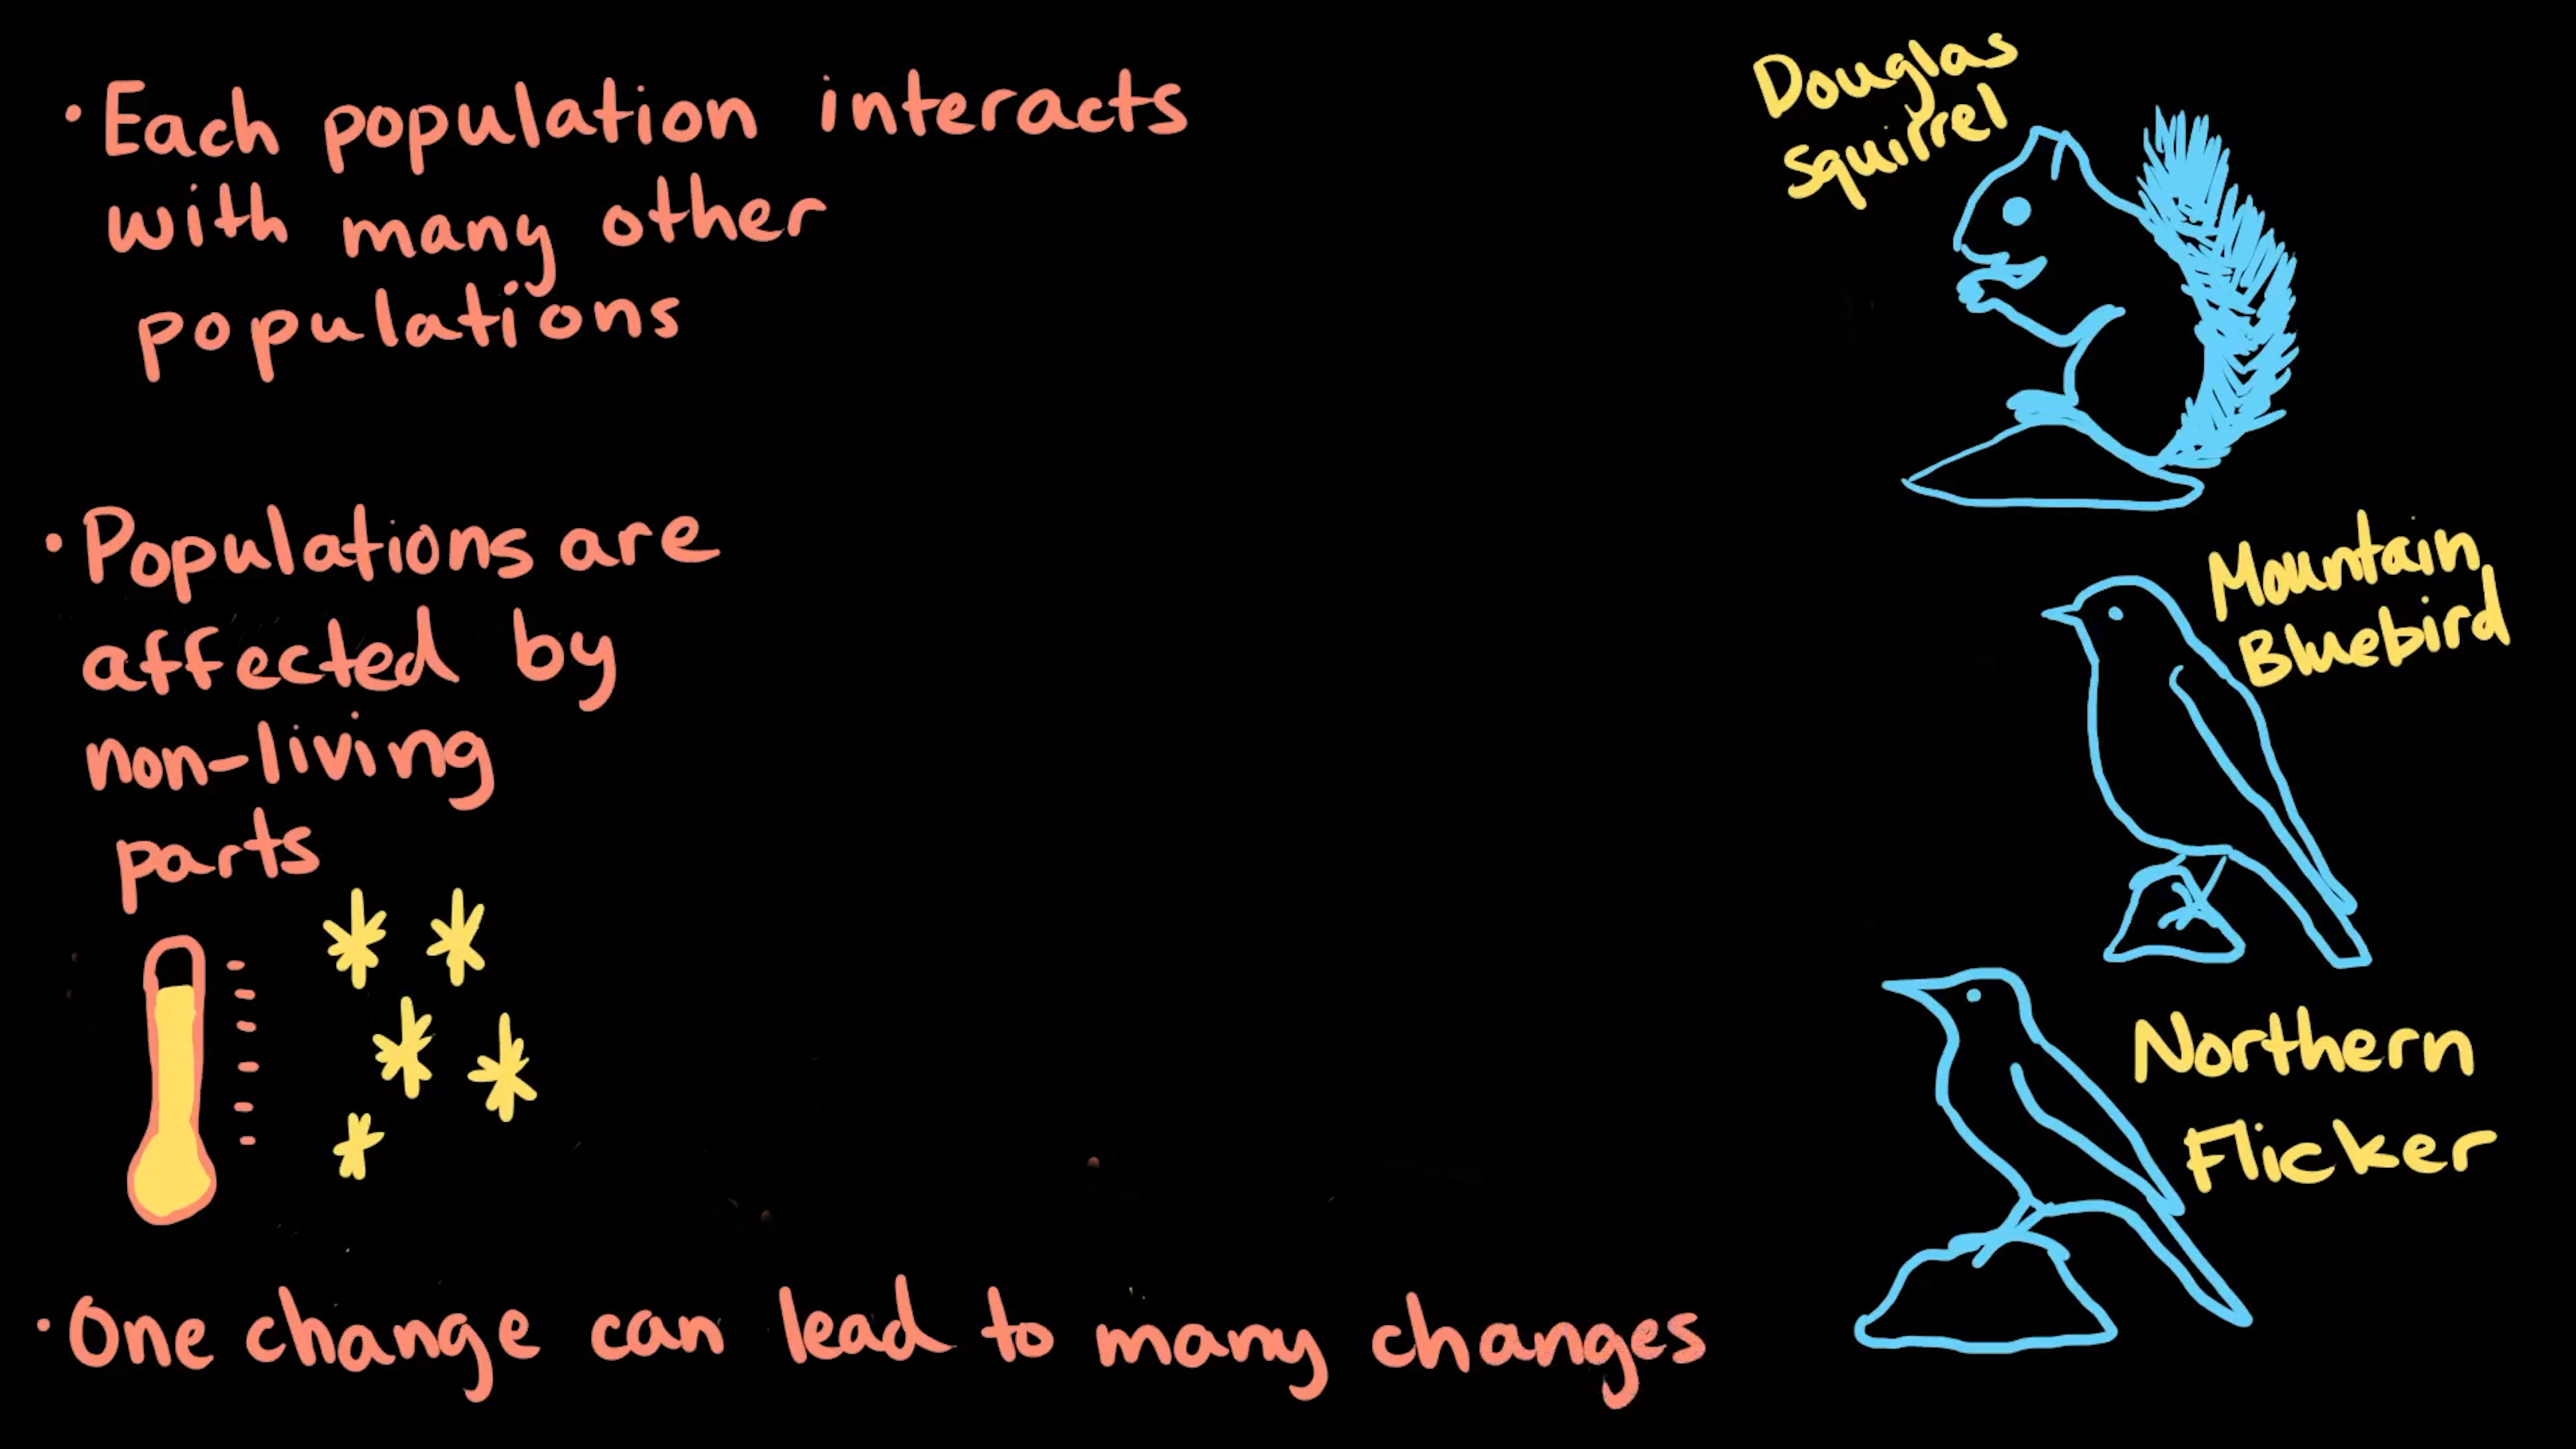 • Each population interacts
with many other
populations
• Populations are
affected by
non-living
parts
• One change can lead to many changes
Douglas
squirrel
Mountain
Bluebird
Northern
Flicker